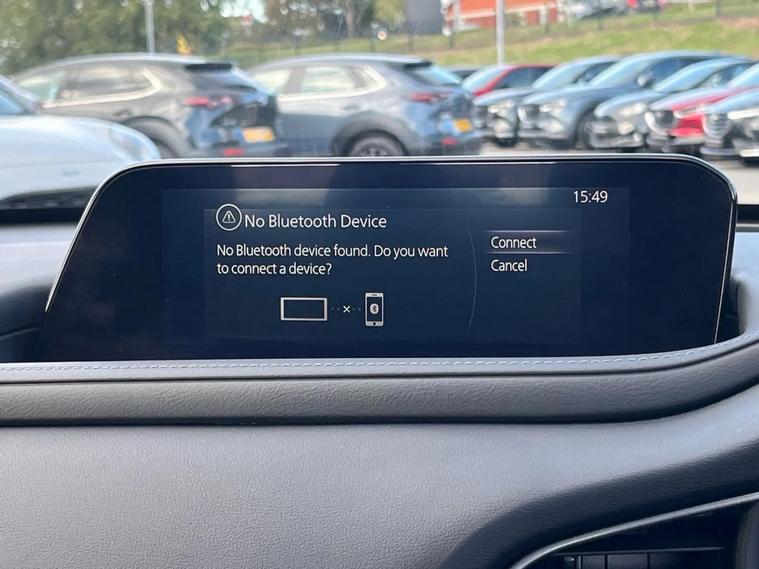 15:49
No Bluetooth Device
No Bluetooth device found. Do you want
to connect a device?
Connect
Cancel